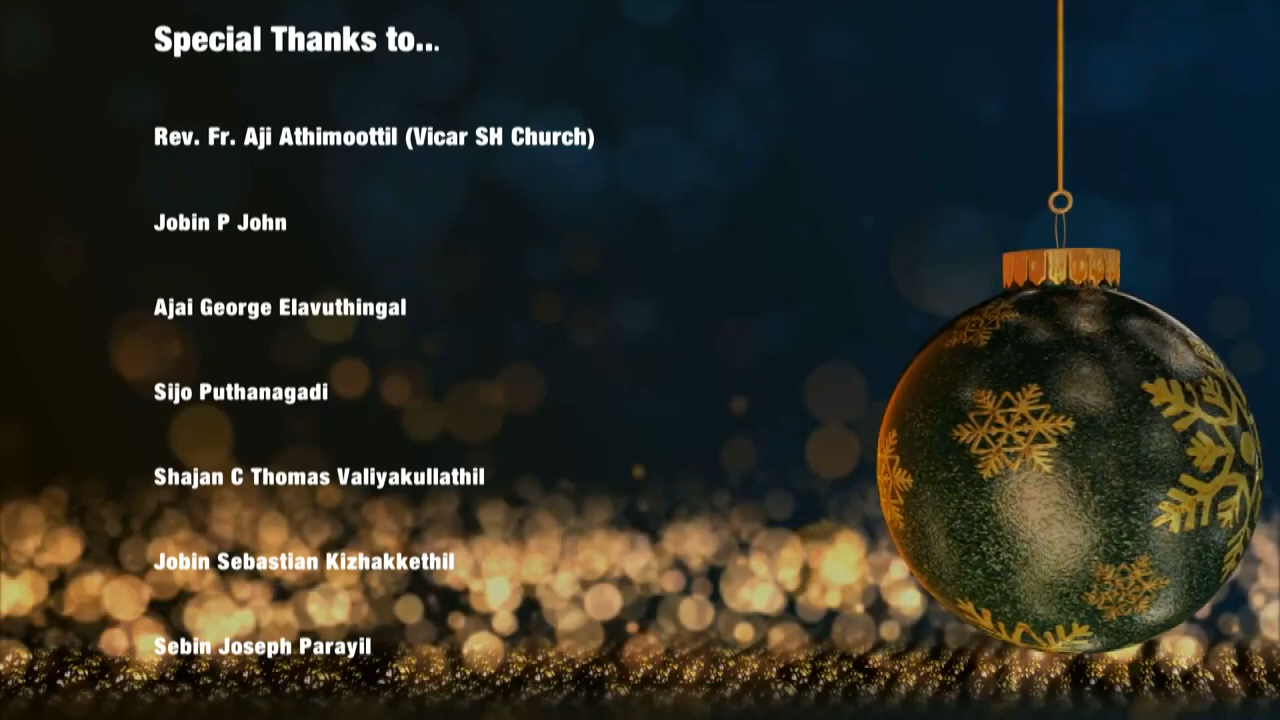 Special Thanks to...
Rev. Fr. Aji Athimoottil (Vicar SH Church)
Jobin P John
Ajai George Elavuthingal
Sijo Puthanagadi
Shajan C Thomas Valiyakullathil
Jobin Sebastian Kizhakkethil
Sebin Joseph Parayil